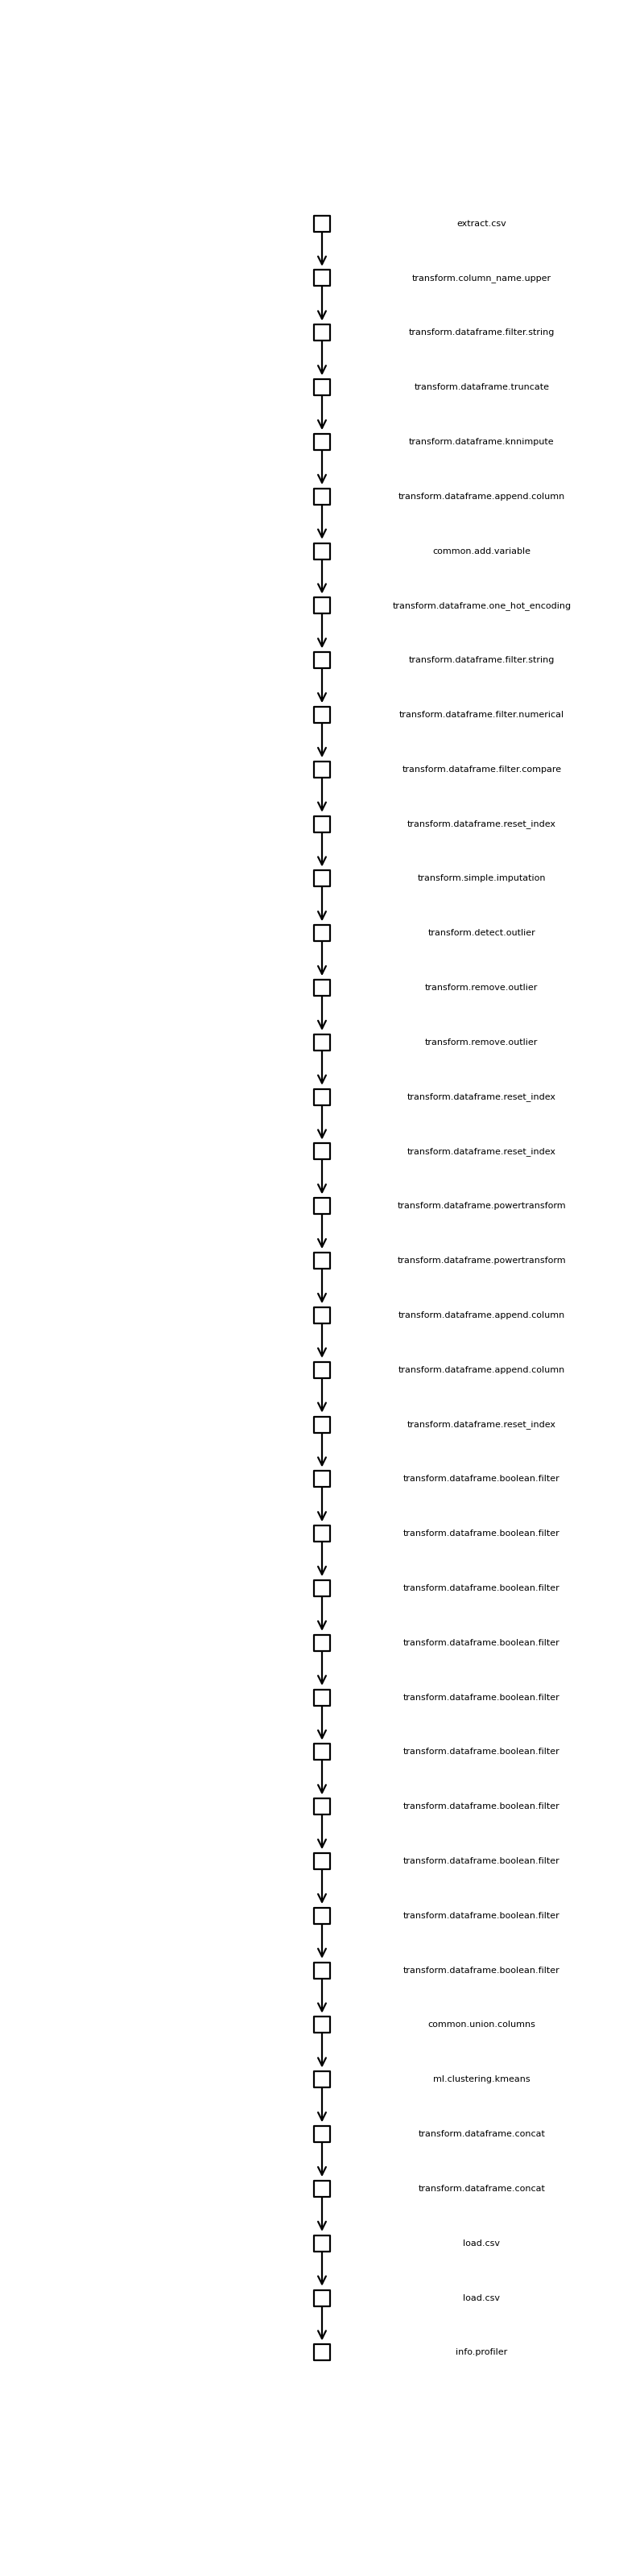 extract.csv
transform.column_name.upper
transform.dataframe.filter.string
transform.dataframe.truncate
transform.dataframe.knnimpute
transform.dataframe.append.column
common.add.variable
transform.dataframe.one_hot_encoding
transform.dataframe.filter.string
transform.dataframe.filter.numerical
transform.dataframe.filter.compare
transform.dataframe.reset_index
transform.simple.imputation
transform.detect.outlier
transform.remove.outlier
transform.remove.outlier
transform.dataframe.reset_index
transform.dataframe.reset_index
transform.dataframe.powertransform
transform.dataframe.powertransform
transform.dataframe.append.column
transform.dataframe.append.column
transform.dataframe.reset_index
transform.dataframe.boolean.filter
transform.dataframe.boolean.filter
transform.dataframe.boolean.filter
transform.dataframe.boolean.filter
transform.dataframe.boolean.filter
transform.dataframe.boolean.filter
transform.dataframe.boolean.filter
transform.dataframe.boolean.filter
transform.dataframe.boolean.filter
transform.dataframe.boolean.filter
common.union.columns
ml.clustering.kmeans
transform.dataframe.concat
transform.dataframe.concat
load.csv
load.csv
info.profiler